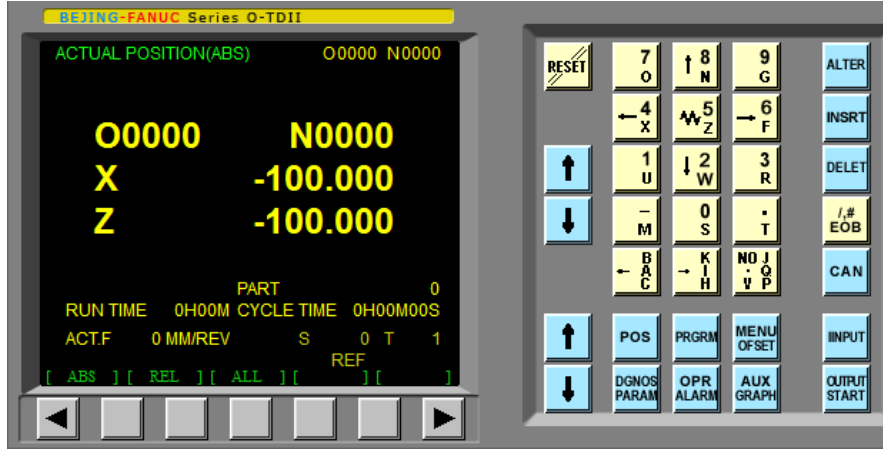 BEJING-FANUC Series O-TDII
ACTUAL POSITION(ABS) O0000 N0000
O0000 N0000
X -100.000
Z -100.000
PART 0
RUN TIME 0H00M CYCLE TIME 0H00M00S
ACT.F 0 MM/REV S 0 T 1
REF
[ ABS ] [ REL ] [ ALL ] [ ] [ ]
RESET
7 O
↑ 8 N
9 G
ALTER
← 4 X
5 Z
→ 6 F
INSRT
↑
1 U
↓ 2 W
3 R
DELET
↓
− M
0 S
. T
/,# EOB
← B A C
→ K I H
NO . V J Q P
CAN
↑
POS
PRGRM
MENU OFSET
IINPUT
↓
DGNOS PARAM
OPR ALARM
AUX GRAPH
OUTPUT START